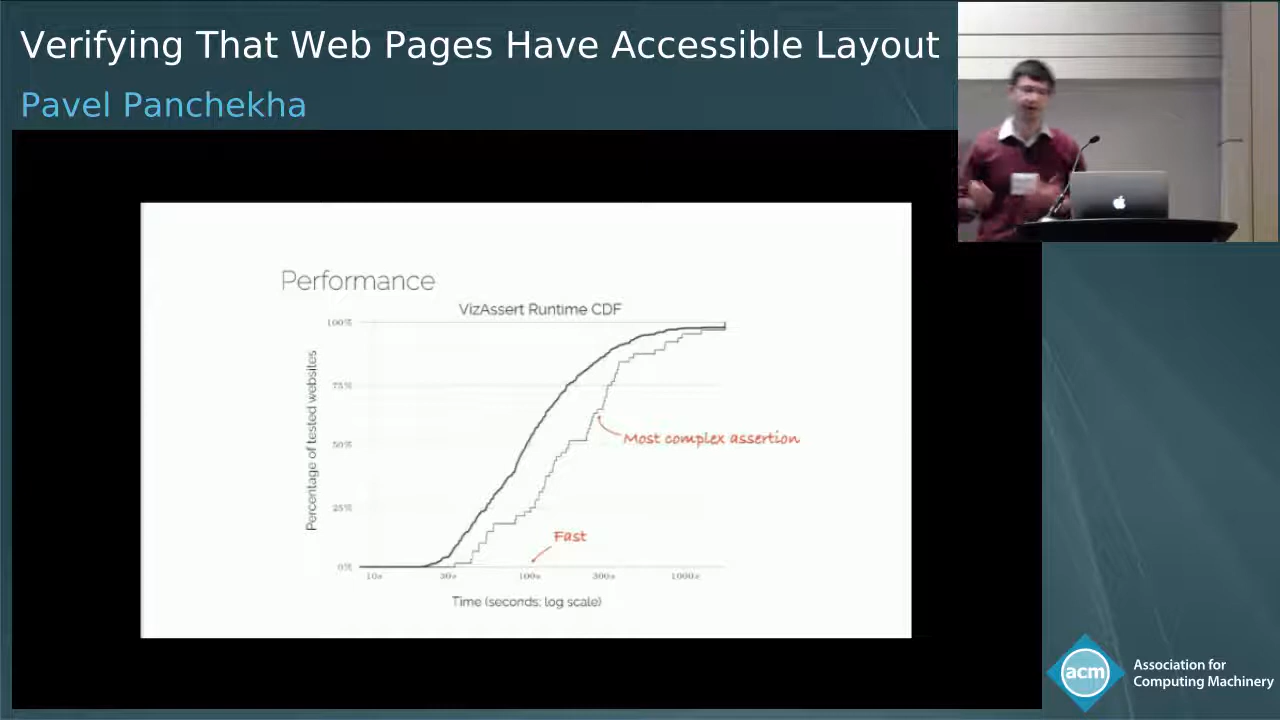 Verifying That Web Pages Have Accessible Layout
Pavel Panchekha
Performance
VizAssert Runtime CDF
Percentage of tested websites
100%
75%
50%
25%
0%
Most complex assertion
Fast
10s
30s
100s
300s
1000s
Time (seconds; log scale)
acm
Association for
Computing Machinery